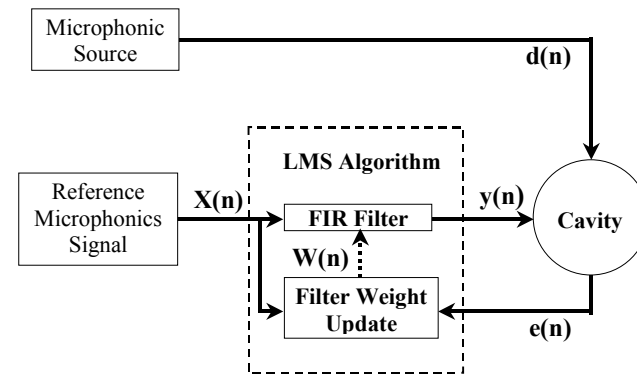 Microphonic
Source
d(n)
LMS Algorithm
Reference
Microphonics
Signal
X(n)
FIR Filter
y(n)
Cavity
W(n)
Filter Weight
Update
e(n)